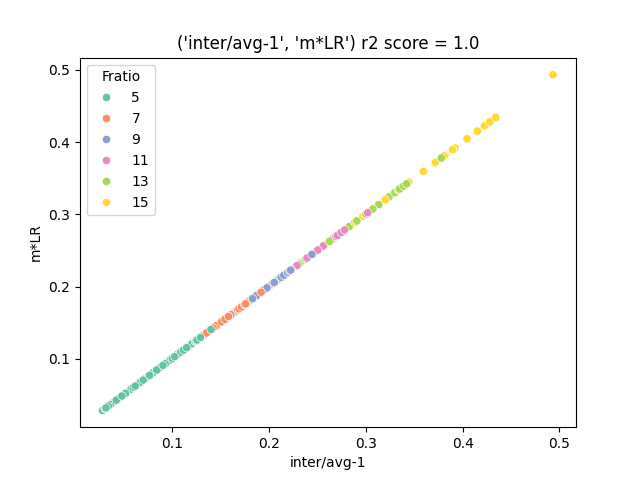 ('inter/avg-1', 'm*LR') r2 score = 1.0
Fratio
5
7
9
11
13
15
0.5
0.4
0.3
0.2
0.1
m*LR
0.1 0.2 0.3 0.4 0.5
inter/avg-1